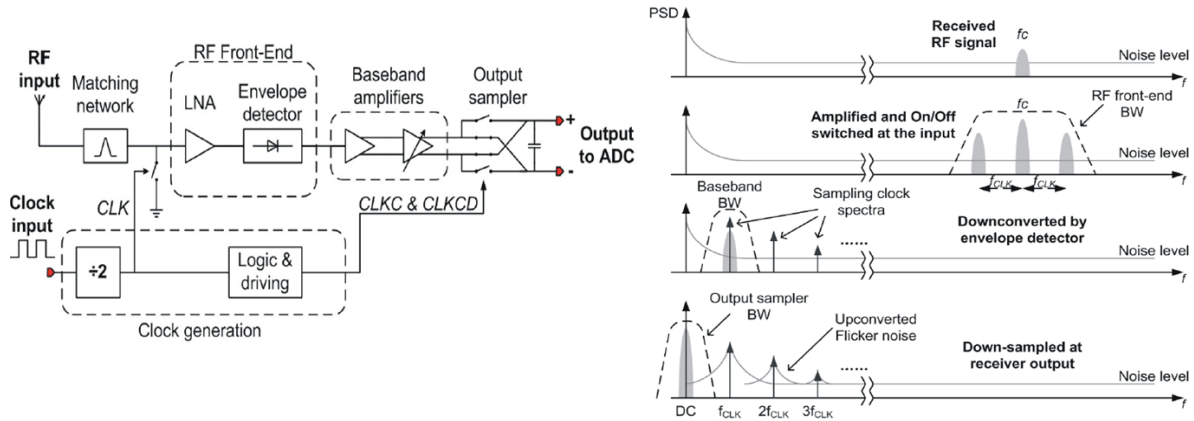 RF
input
Matching
network
RF Front-End
LNA
Envelope
detector
Baseband
amplifiers
Output
sampler
+
Output
to ADC
-
CLK
CLKC & CLKCD
Clock
input
÷2
Logic &
driving
Clock generation
PSD
Received
RF signal
fc
Noise level
f
Amplified and On/Off
switched at the input
fc
RF front-end
BW
Noise level
fCLK
fCLK
f
Baseband
BW
Sampling clock
spectra
......
Downconverted by
envelope detector
Noise level
f
Output sampler
BW
Upconverted
Flicker noise
......
Down-sampled at
receiver output
Noise level
f
DC
fCLK
2fCLK
3fCLK